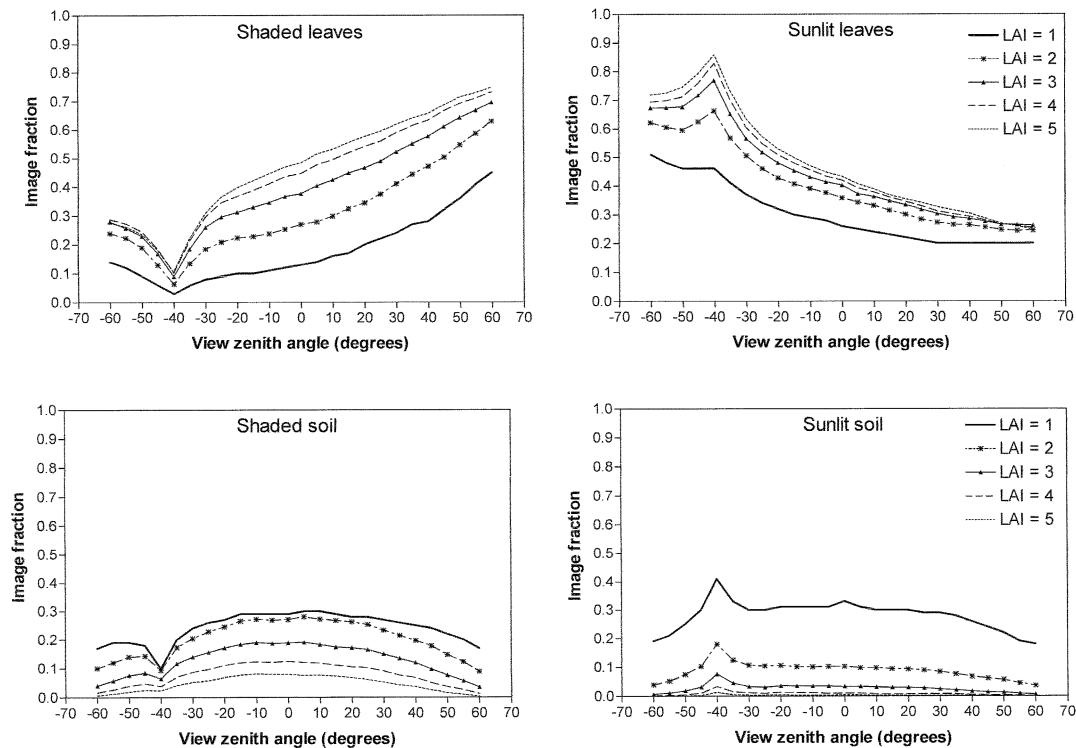 Shaded leaves
Image fraction
1.0
0.9
0.8
0.7
0.6
0.5
0.4
0.3
0.2
0.1
0.0
-70 -60 -50 -40 -30 -20 -10 0 10 20 30 40 50 60 70
View zenith angle (degrees)
Sunlit leaves
Image fraction
1.0
0.9
0.8
0.7
0.6
0.5
0.4
0.3
0.2
0.1
0.0
LAI = 1
LAI = 2
LAI = 3
LAI = 4
LAI = 5
-70 -60 -50 -40 -30 -20 -10 0 10 20 30 40 50 60 70
View zenith angle (degrees)
Shaded soil
Image fraction
1.0
0.9
0.8
0.7
0.6
0.5
0.4
0.3
0.2
0.1
0.0
-70 -60 -50 -40 -30 -20 -10 0 10 20 30 40 50 60 70
View zenith angle (degrees)
Sunlit soil
Image fraction
1.0
0.9
0.8
0.7
0.6
0.5
0.4
0.3
0.2
0.1
0.0
LAI = 1
LAI = 2
LAI = 3
LAI = 4
LAI = 5
-70 -60 -50 -40 -30 -20 -10 0 10 20 30 40 50 60 70
View zenith angle (degrees)